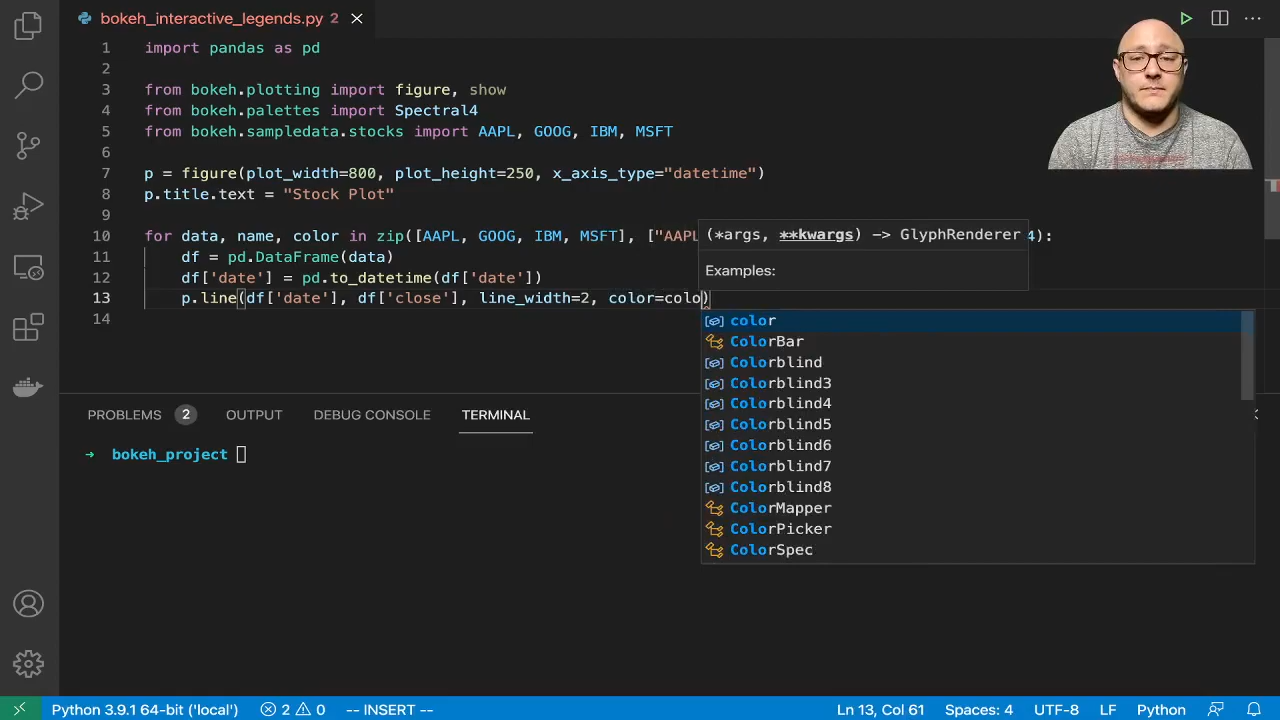 bokeh_interactive_legends.py 2
1 import pandas as pd
2
3 from bokeh.plotting import figure, show
4 from bokeh.palettes import Spectral4
5 from bokeh.sampledata.stocks import AAPL, GOOG, IBM, MSFT
6
7 p = figure(plot_width=800, plot_height=250, x_axis_type="datetime")
8 p.title.text = "Stock Plot"
9
10 for data, name, color in zip([AAPL, GOOG, IBM, MSFT], ["AAPL 4):
(*args, **kwargs) -> GlyphRenderer
Examples:
11 df = pd.DataFrame(data)
12 df['date'] = pd.to_datetime(df['date'])
13 p.line(df['date'], df['close'], line_width=2, color=colo)
14
color
ColorBar
Colorblind
Colorblind3
Colorblind4
Colorblind5
Colorblind6
Colorblind7
Colorblind8
ColorMapper
ColorPicker
ColorSpec
PROBLEMS 2 OUTPUT DEBUG CONSOLE TERMINAL
→ bokeh_project
Python 3.9.1 64-bit ('local') 2 0 -- INSERT -- Ln 13, Col 61 Spaces: 4 UTF-8 LF Python